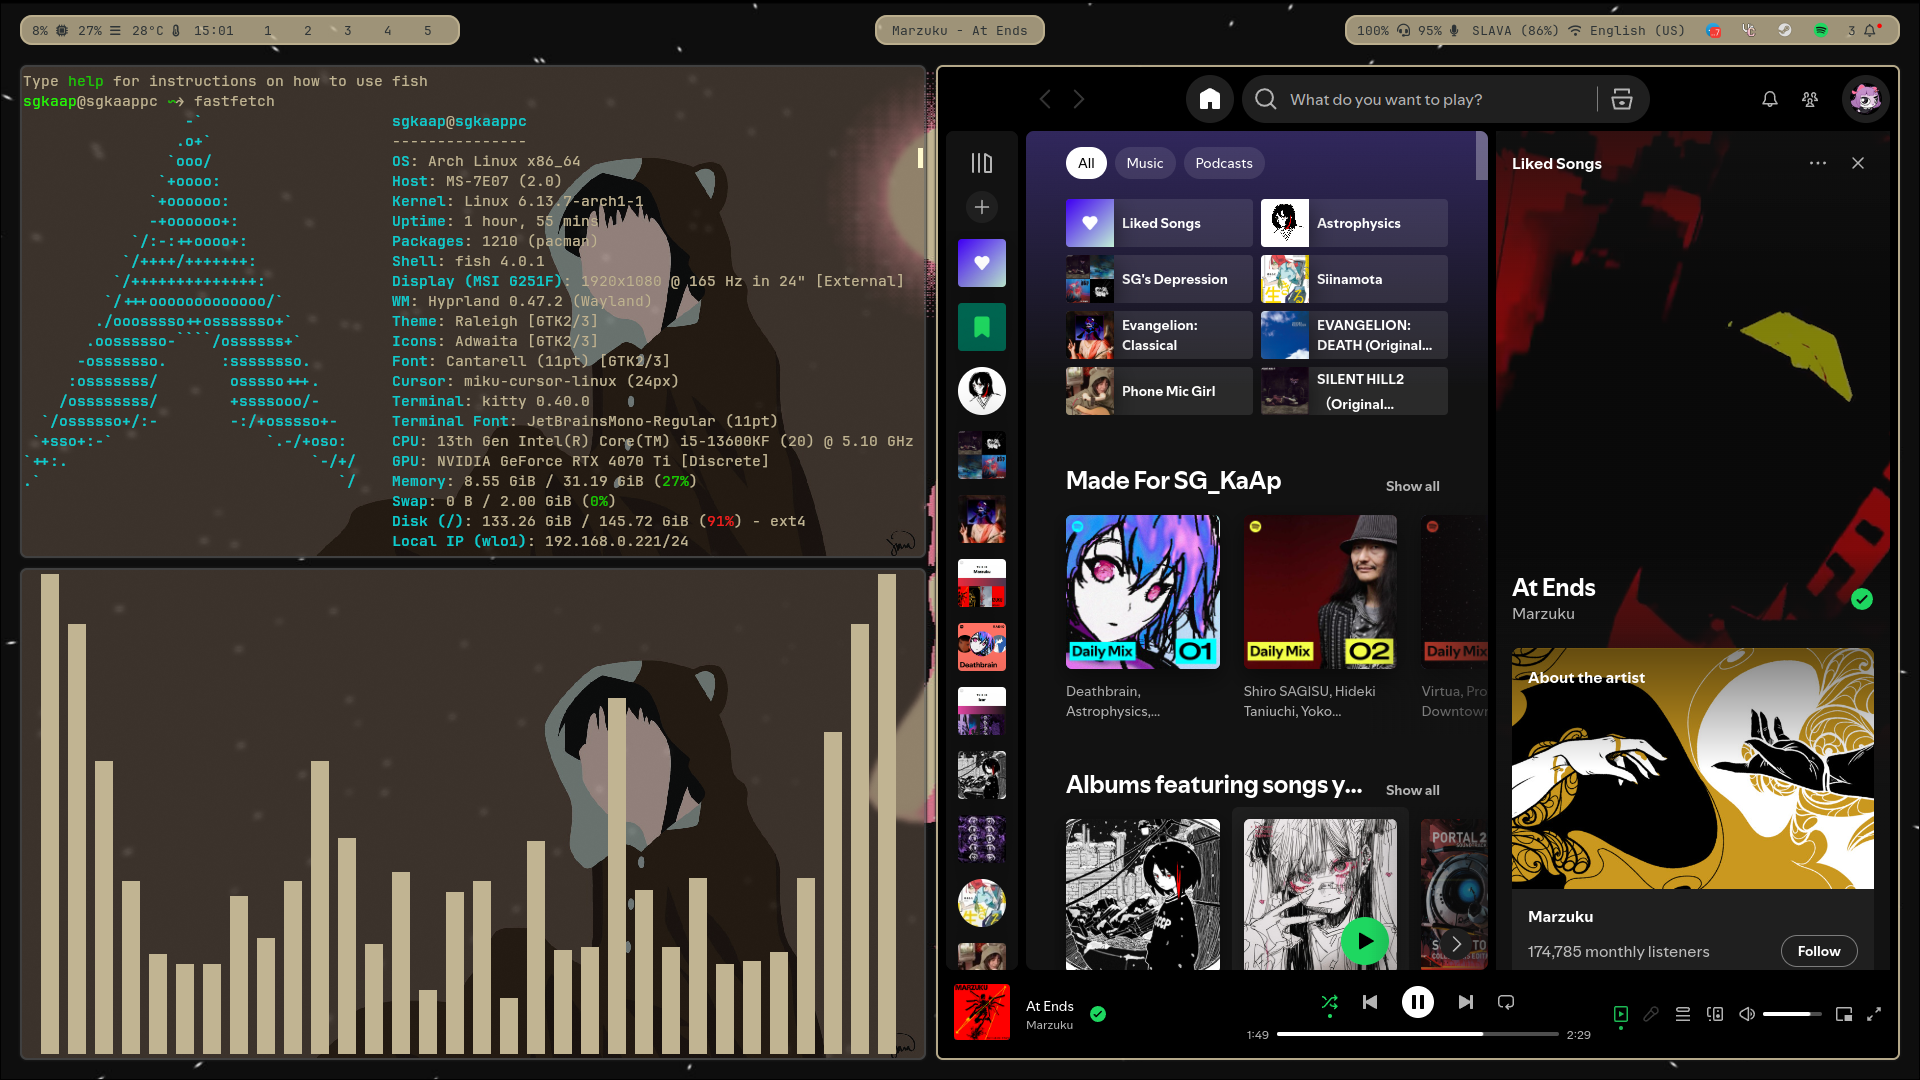 8% 27% 28°C 15:01 1 2 3 4 5
Marzuku - At Ends
100% 95% SLAVA (86%) English (US) 3
Type help for instructions on how to use fish
sgkaap@sgkaappc ~> fastfetch
sgkaap@sgkaappc
---------------
OS: Arch Linux x86_64
Host: MS-7E07 (2.0)
Kernel: Linux 6.13.7-arch1-1
Uptime: 1 hour, 55 mins
Packages: 1210 (pacman)
Shell: fish 4.0.1
Display (MSI G251F): 1920x1080 @ 165 Hz in 24" [External]
WM: Hyprland 0.47.2 (Wayland)
Theme: Raleigh [GTK2/3]
Icons: Adwaita [GTK2/3]
Font: Cantarell (11pt) [GTK2/3]
Cursor: miku-cursor-linux (24px)
Terminal: kitty 0.40.0
Terminal Font: JetBrainsMono-Regular (11pt)
CPU: 13th Gen Intel(R) Core(TM) i5-13600KF (20) @ 5.10 GHz
GPU: NVIDIA GeForce RTX 4070 Ti [Discrete]
Memory: 8.55 GiB / 31.19 GiB (27%)
Swap: 0 B / 2.00 GiB (0%)
Disk (/): 133.26 GiB / 145.72 GiB (91%) - ext4
Local IP (wlo1): 192.168.0.221/24
What do you want to play?
All
Music
Podcasts
Liked Songs
Astrophysics
SG's Depression
Siinamota
Evangelion:
Classical
EVANGELION:
DEATH (Original...
Phone Mic Girl
SILENT HILL2
(Original...
Made For SG_KaAp
Show all
Daily Mix 01
Daily Mix 02
Daily Mix
Deathbrain,
Astrophysics,...
Shiro SAGISU, Hideki
Taniuchi, Yoko...
Virtua, Pro
Downtown
Albums featuring songs y...
Show all
PORTAL 2
Liked Songs
At Ends
Marzuku
About the artist
Marzuku
174,785 monthly listeners
Follow
Marzuku
Deathbrain
MARZUKU
At Ends
Marzuku
1:49
2:29